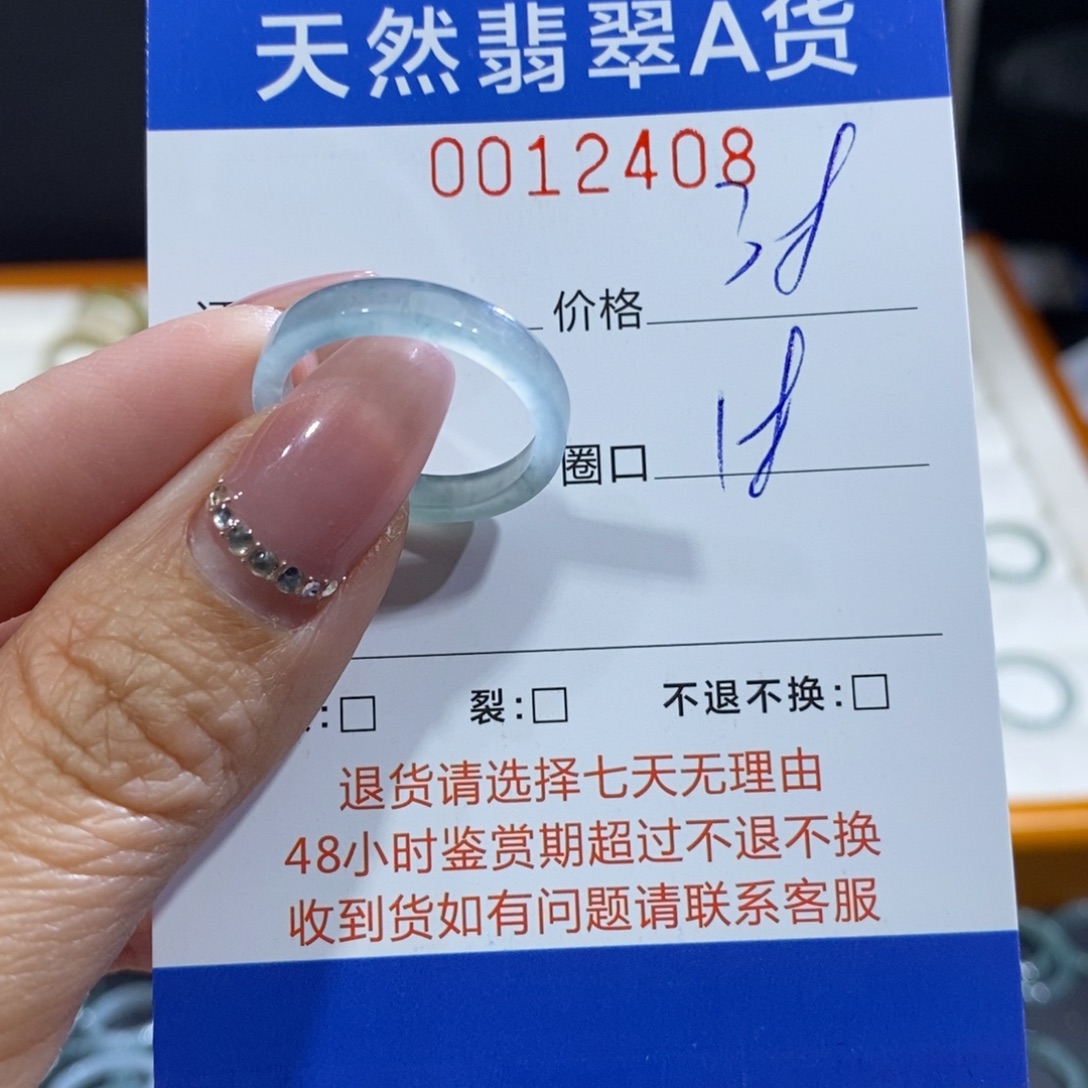 天然翡翠A货
0012408
价格
圈口
裂:□ 不退不换:□
退货请选择七天无理由
48小时鉴赏期超过不退不换
收到货如有问题请联系客服